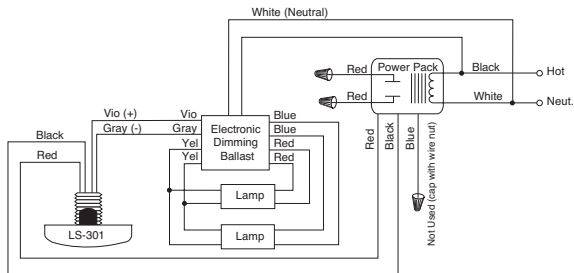 White (Neutral)
Red
Power Pack
Black
Hot
Red
White
Neut.
Vio (+)
Vio
Blue
Black
Gray (-)
Gray
Electronic
Dimming
Ballast
Blue
Red
Yel
Red
Yel
Red
Red
Black
Blue
Not Used (cap with wire nut)
Lamp
Lamp
LS-301